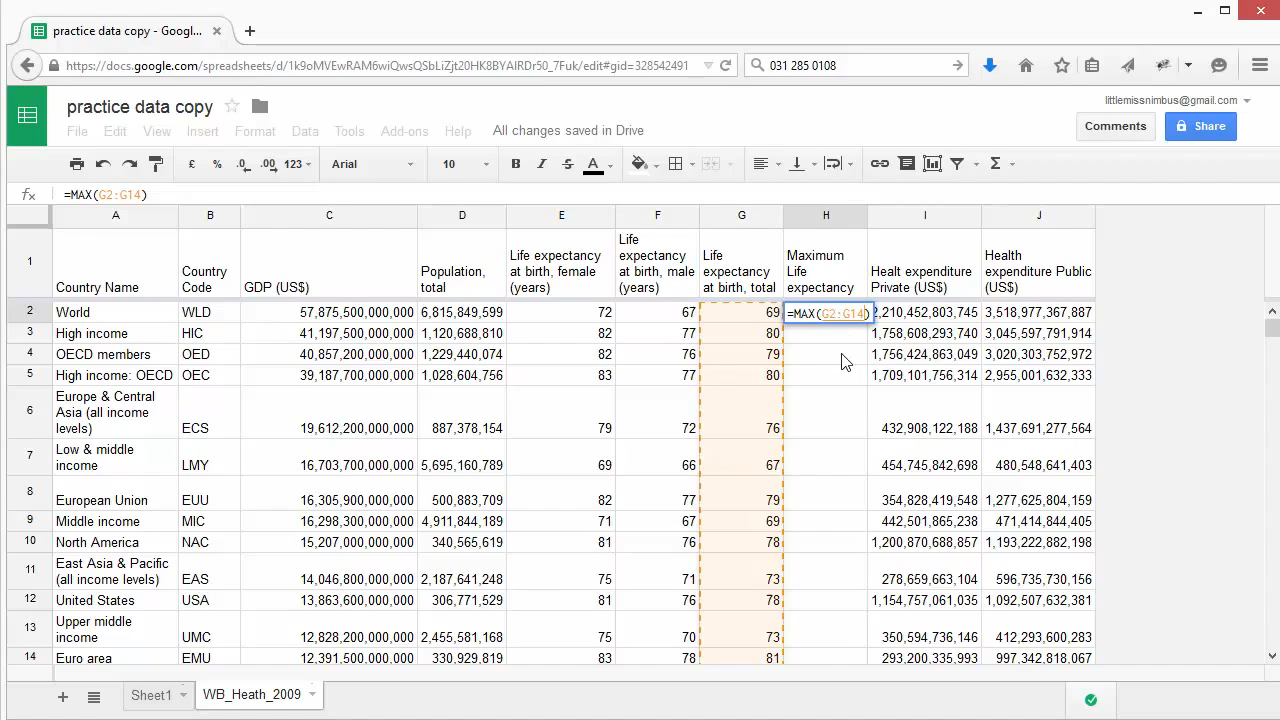 practice data copy - Googl...
https://docs.google.com/spreadsheets/d/1k9oMVEwRAM6wiQwsQSbLiZjt20HK8BYAIRDr50_7Fuk/edit#gid=328542491
031 285 0108
littlemissnimbus@gmail.com
practice data copy
File Edit View Insert Format Data Tools Add-ons Help All changes saved in Drive
Comments Share
£ % .0 .00 123 Arial 10 B I S A Σ
fx =MAX(G2:G14)
A B C D E F G H I J
1 Country Name Country Code GDP (US$) Population, total Life expectancy at birth, female (years) Life expectancy at birth, male (years) Life expectancy at birth, total Maximum Life expectancy Healt expenditure Private (US$) Health expenditure Public (US$)
2 World WLD 57,875,500,000,000 6,815,849,599 72 67 69 =MAX(G2:G14) 2,210,452,803,745 3,518,977,367,887
3 High income HIC 41,197,500,000,000 1,120,688,810 82 77 80 1,758,608,293,740 3,045,597,791,914
4 OECD members OED 40,857,200,000,000 1,229,440,074 82 76 79 1,756,424,863,049 3,020,303,752,972
5 High income: OECD OEC 39,187,700,000,000 1,028,604,756 83 77 80 1,709,101,756,314 2,955,001,632,333
6 Europe & Central Asia (all income levels) ECS 19,612,200,000,000 887,378,154 79 72 76 432,908,122,188 1,437,691,277,564
7 Low & middle income LMY 16,703,700,000,000 5,695,160,789 69 66 67 454,745,842,698 480,548,641,403
8 European Union EUU 16,305,900,000,000 500,883,709 82 77 79 354,828,419,548 1,277,625,804,159
9 Middle income MIC 16,298,300,000,000 4,911,844,189 71 67 69 442,501,865,238 471,414,844,405
10 North America NAC 15,207,000,000,000 340,565,619 81 76 78 1,200,870,688,857 1,193,222,882,198
11 East Asia & Pacific (all income levels) EAS 14,046,800,000,000 2,187,641,248 75 71 73 278,659,663,104 596,735,730,156
12 United States USA 13,863,600,000,000 306,771,529 81 76 78 1,154,757,061,035 1,092,507,632,381
13 Upper middle income UMC 12,828,200,000,000 2,455,581,168 75 70 73 350,594,736,146 412,293,600,283
14 Euro area EMU 12,391,500,000,000 330,929,819 83 78 81 293,200,335,993 997,342,818,067
Sheet1 WB_Heath_2009